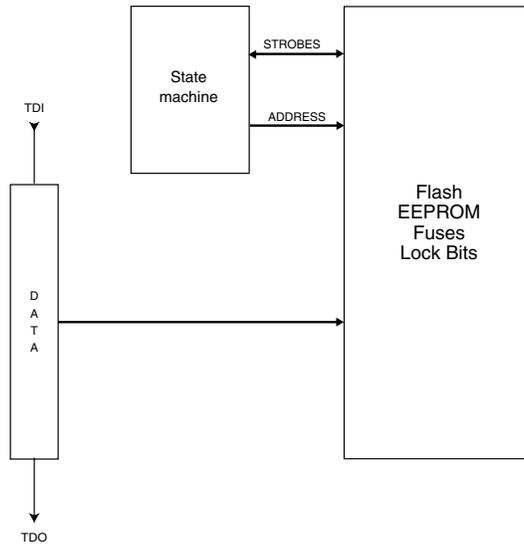 STROBES
State
machine
ADDRESS
TDI
Flash
EEPROM
Fuses
Lock Bits
D
A
T
A
TDO